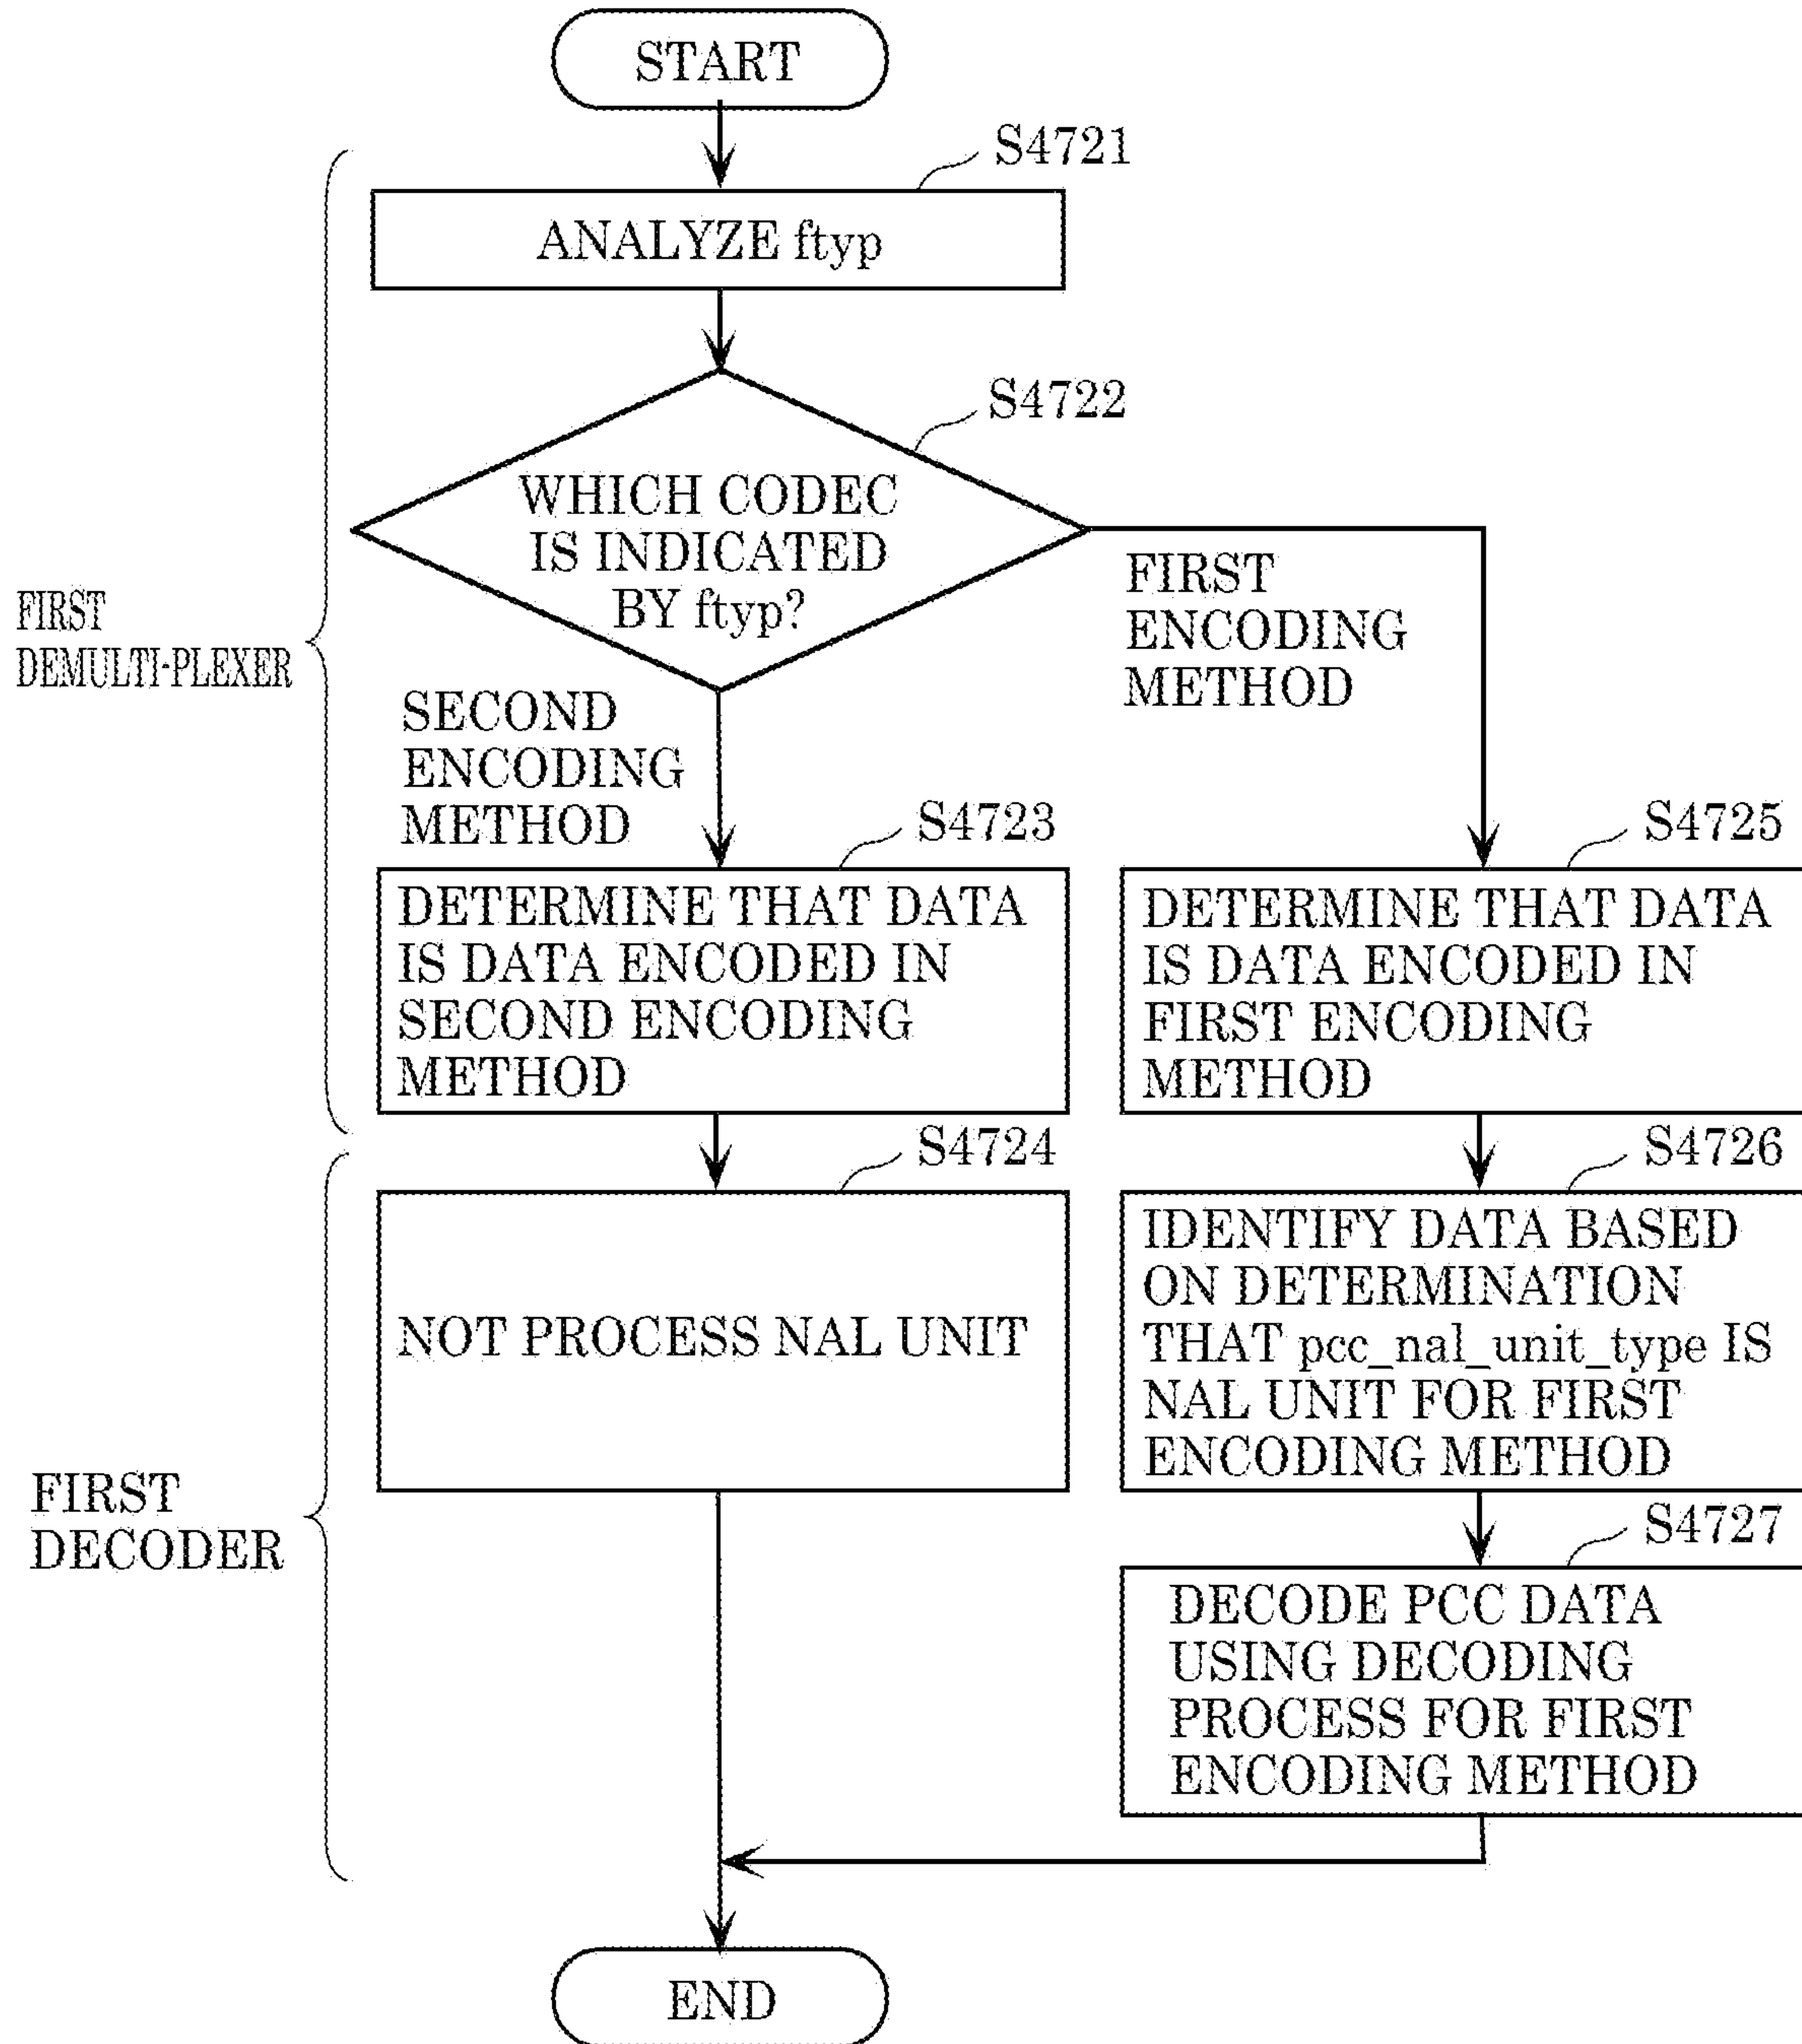 START
S4721
ANALYZE ftyp
S4722
WHICH CODEC
IS INDICATED
BY ftyp?
FIRST
ENCODING
METHOD
FIRST
DEMULTI-PLEXER
SECOND
ENCODING
METHOD
S4723
S4725
DETERMINE THAT DATA
IS DATA ENCODED IN
SECOND ENCODING
METHOD
DETERMINE THAT DATA
IS DATA ENCODED IN
FIRST ENCODING
METHOD
S4724
S4726
NOT PROCESS NAL UNIT
IDENTIFY DATA BASED
ON DETERMINATION
THAT pcc_nal_unit_type IS
NAL UNIT FOR FIRST
ENCODING METHOD
FIRST
DECODER
S4727
DECODE PCC DATA
USING DECODING
PROCESS FOR FIRST
ENCODING METHOD
END